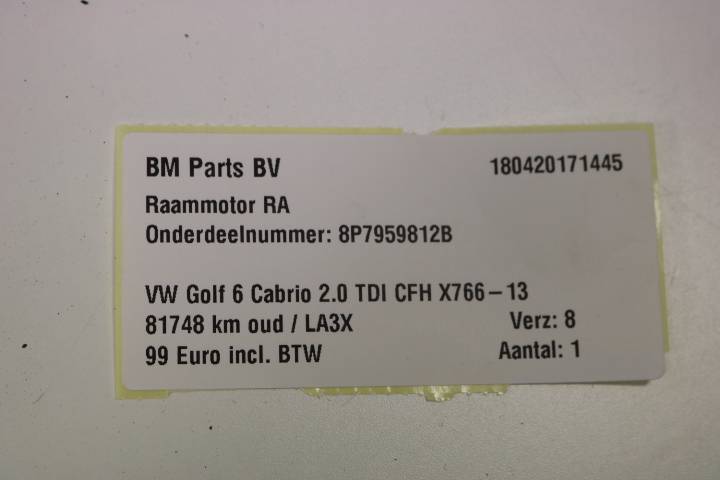 BM Parts BV 180420171445
Raammotor RA
Onderdeelnummer: 8P7959812B
VW Golf 6 Cabrio 2.0 TDI CFH X766-13
81748 km oud / LA3X Verz: 8
99 Euro incl. BTW Aantal: 1